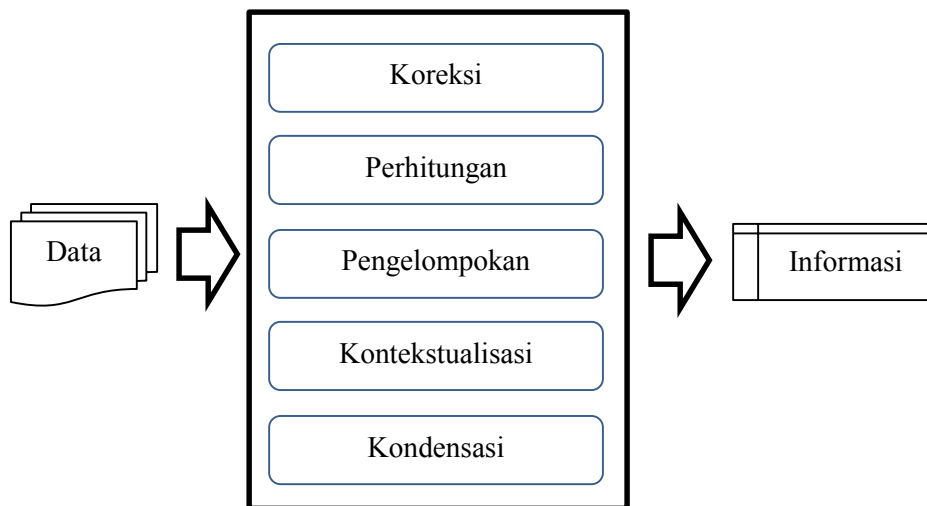 Koreksi
Perhitungan
Data
Pengelompokan
Informasi
Kontekstualisasi
Kondensasi